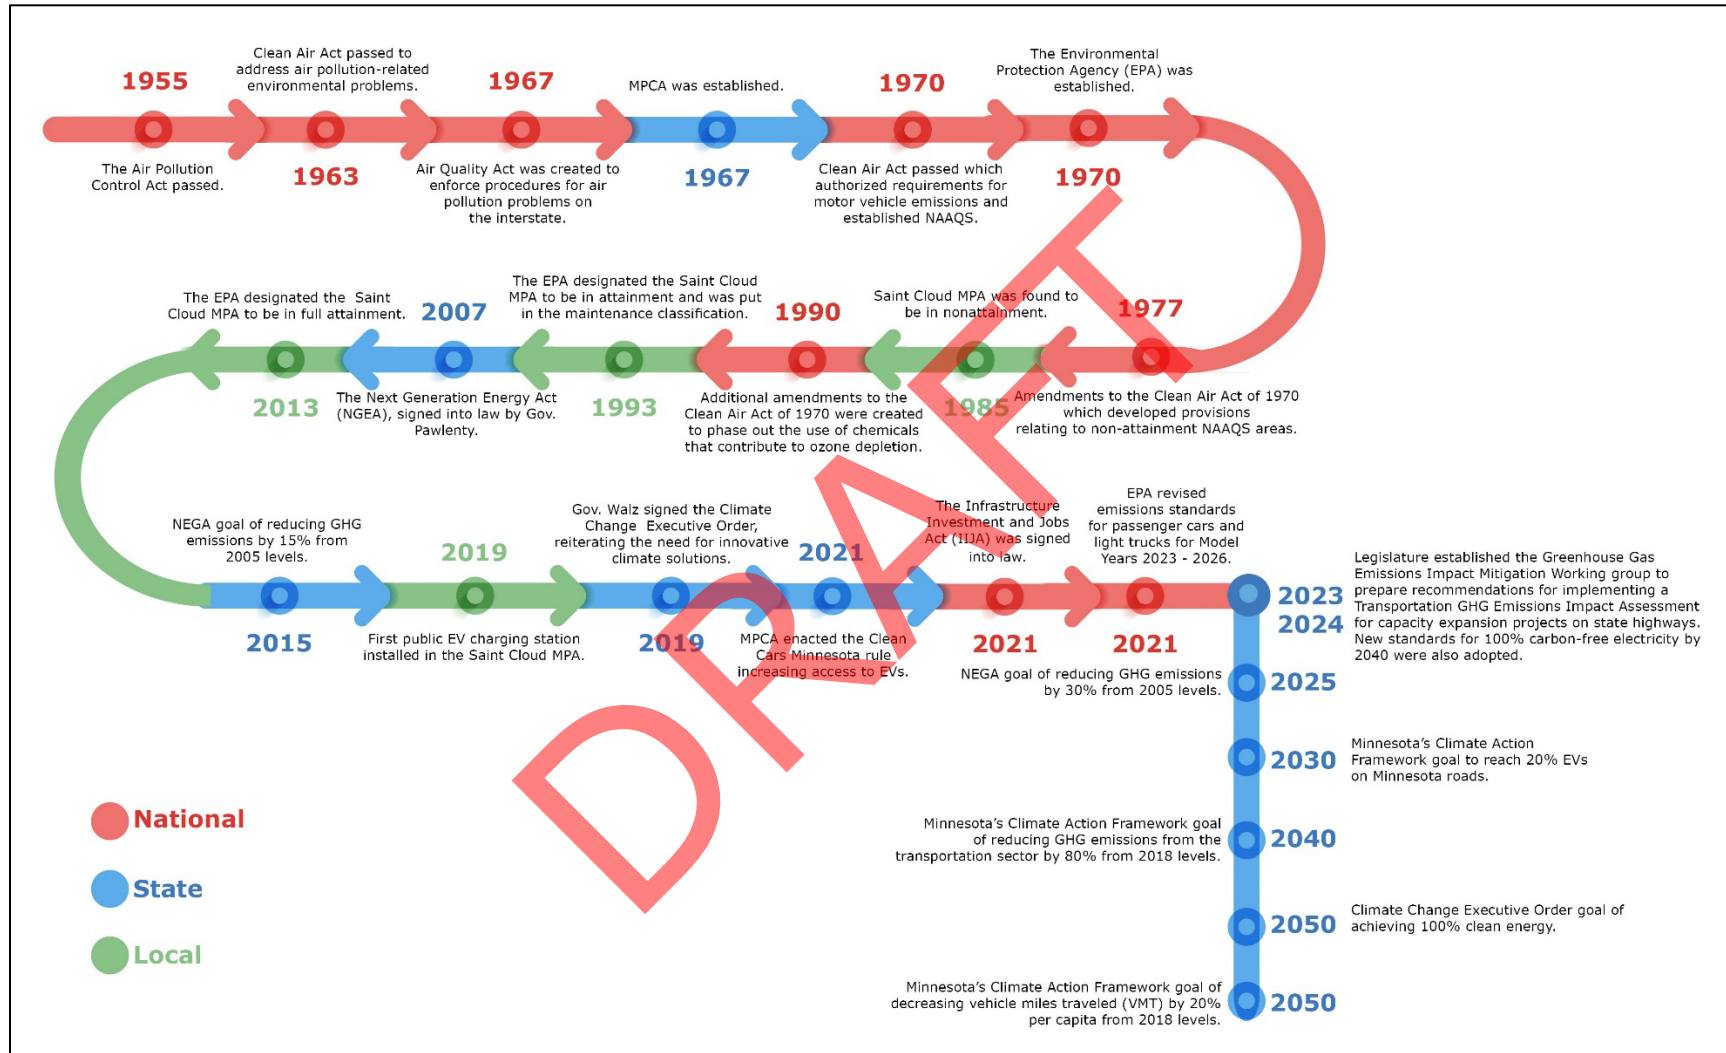 1955
The Air Pollution
Control Act passed.
Clean Air Act passed to
address air pollution-related
environmental problems.
1963
1967
Air Quality Act was created to
enforce procedures for air
pollution problems on
the interstate.
MPCA was established.
1967
1970
Clean Air Act passed which
authorized requirements for
motor vehicle emissions and
established NAAQS.
The Environmental
Protection Agency (EPA) was
established.
1970
1977
Amendments to the Clean Air Act of 1970
which developed provisions
relating to non-attainment NAAQS areas.
Saint Cloud MPA was found to
be in nonattainment.
1985
1990
Additional amendments to the
Clean Air Act of 1970 were created
to phase out the use of chemicals
that contribute to ozone depletion.
The EPA designated the Saint Cloud
MPA to be in attainment and was put
in the maintenance classification.
1993
2007
The Next Generation Energy Act
(NGEA), signed into law by Gov.
Pawlenty.
The EPA designated the Saint
Cloud MPA to be in full attainment.
2013
NEGA goal of reducing GHG
emissions by 15% from
2005 levels.
2015
2019
First public EV charging station
installed in the Saint Cloud MPA.
Gov. Walz signed the Climate
Change Executive Order,
reiterating the need for innovative
climate solutions.
2019
2021
MPCA enacted the Clean
Cars Minnesota rule
increasing access to EVs.
The Infrastructure
Investment and Jobs
Act (IIJA) was signed
into law.
2021
EPA revised
emissions standards
for passenger cars and
light trucks for Model
Years 2023 - 2026.
2021
2023
2024
Legislature established the Greenhouse Gas
Emissions Impact Mitigation Working group to
prepare recommendations for implementing a
Transportation GHG Emissions Impact Assessment
for capacity expansion projects on state highways.
New standards for 100% carbon-free electricity by
2040 were also adopted.
NEGA goal of reducing GHG emissions
by 30% from 2005 levels.
2025
2030
Minnesota's Climate Action
Framework goal to reach 20% EVs
on Minnesota roads.
Minnesota's Climate Action Framework goal
of reducing GHG emissions from the
transportation sector by 80% from 2018 levels.
2040
2050
Climate Change Executive Order goal of
achieving 100% clean energy.
Minnesota's Climate Action Framework goal of
decreasing vehicle miles traveled (VMT) by 20%
per capita from 2018 levels.
2050
National
State
Local
DRAFT